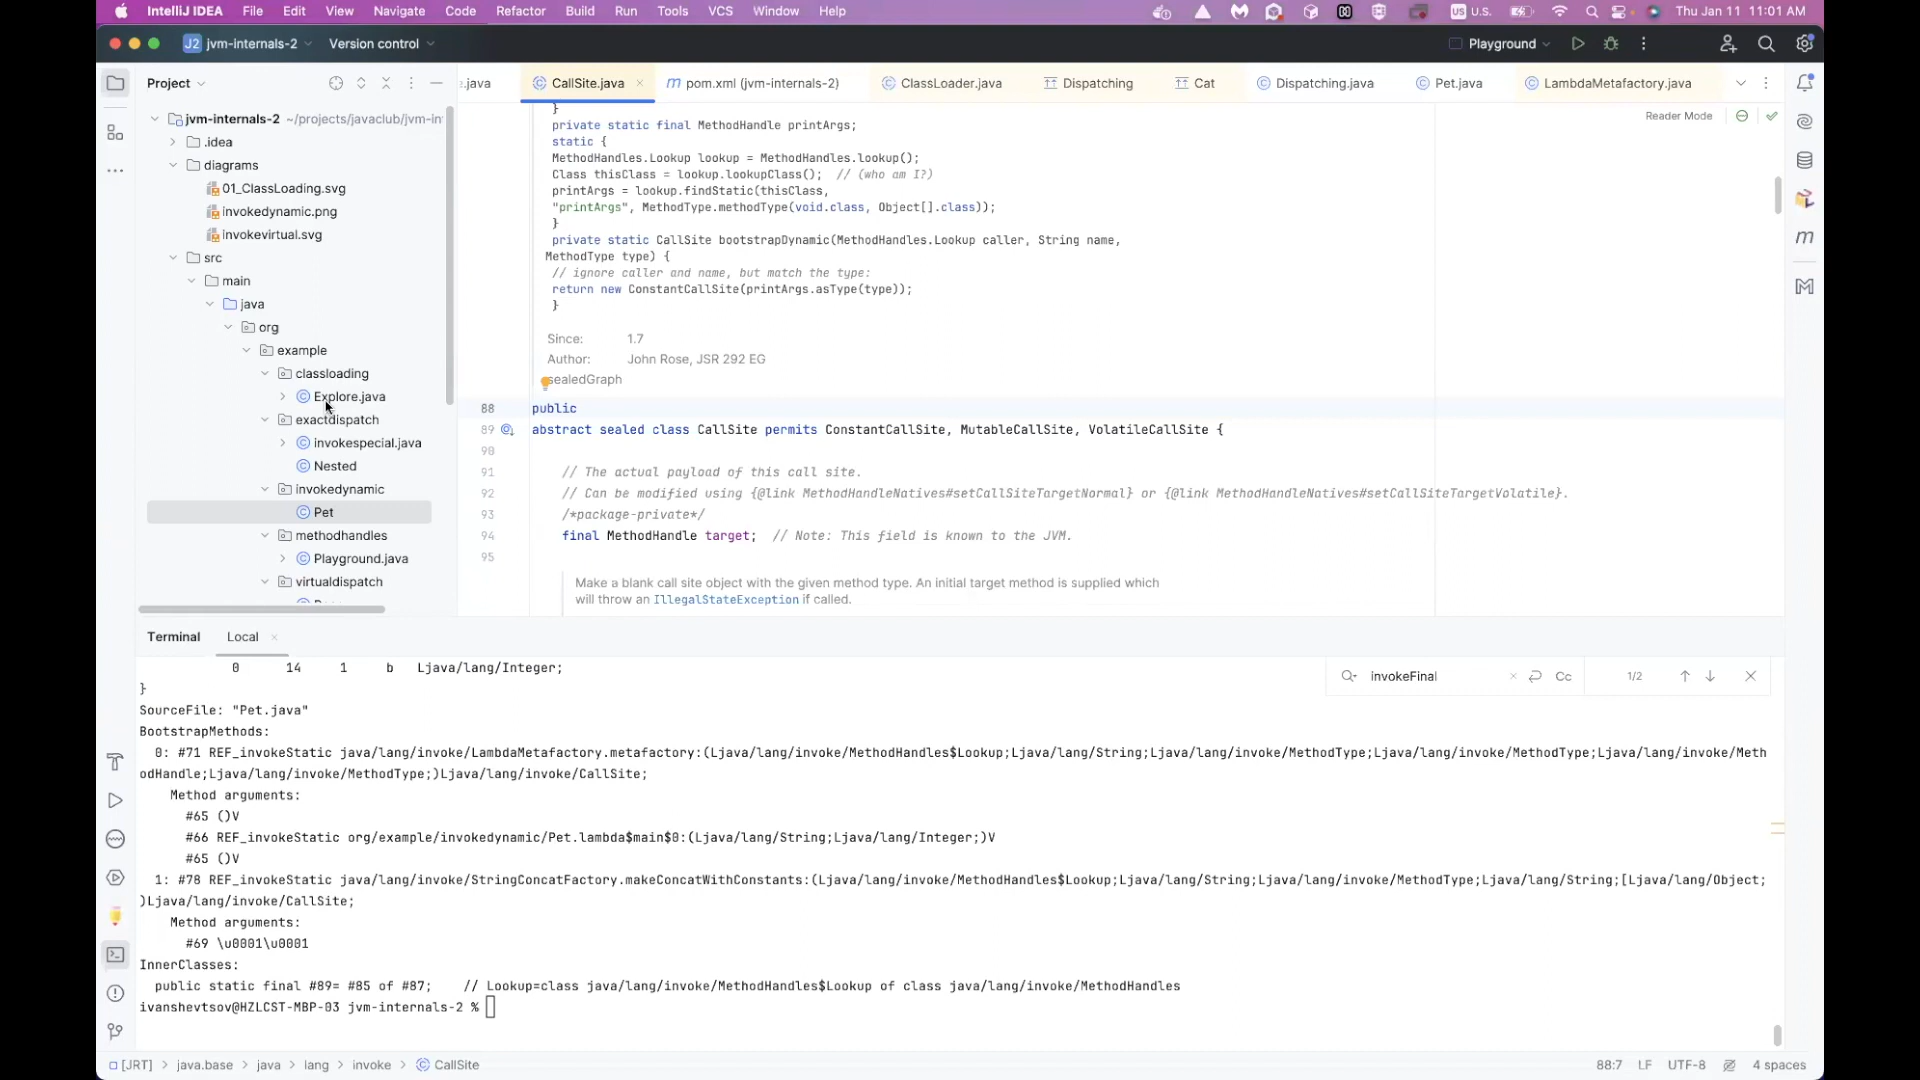 IntelliJ IDEA File Edit View Navigate Code Refactor Build Run Tools VCS Window Help U.S. Thu Jan 11 11:01 AM
J2 jvm-internals-2 Version control Playground
Project
.java CallSite.java pom.xml (jvm-internals-2) ClassLoader.java Dispatching Cat Dispatching.java Pet.java LambdaMetafactory.java
jvm-internals-2 ~/projects/javaclub/jvm-in
.idea
diagrams
01_ClassLoading.svg
invokedynamic.png
invokevirtual.svg
src
main
java
org
example
classloading
Explore.java
exactdispatch
invokespecial.java
Nested
invokedynamic
Pet
methodhandles
Playground.java
virtualdispatch
Reader Mode
}
private static final MethodHandle printArgs;
static {
MethodHandles.Lookup lookup = MethodHandles.lookup();
Class thisClass = lookup.lookupClass(); // (who am I?)
printArgs = lookup.findStatic(thisClass,
"printArgs", MethodType.methodType(void.class, Object[].class));
}
private static CallSite bootstrapDynamic(MethodHandles.Lookup caller, String name,
MethodType type) {
// ignore caller and name, but match the type:
return new ConstantCallSite(printArgs.asType(type));
}
Since: 1.7
Author: John Rose, JSR 292 EG
sealedGraph
88 public
89 abstract sealed class CallSite permits ConstantCallSite, MutableCallSite, VolatileCallSite {
90
91 // The actual payload of this call site.
92 // Can be modified using {@link MethodHandleNatives#setCallSiteTargetNormal} or {@link MethodHandleNatives#setCallSiteTargetVolatile}.
93 /*package-private*/
94 final MethodHandle target; // Note: This field is known to the JVM.
95
Make a blank call site object with the given method type. An initial target method is supplied which
will throw an IllegalStateException if called.
Terminal Local
invokeFinal Cc 1/2
0 14 1 b Ljava/lang/Integer;
}
SourceFile: "Pet.java"
BootstrapMethods:
0: #71 REF_invokeStatic java/lang/invoke/LambdaMetafactory.metafactory:(Ljava/lang/invoke/MethodHandles$Lookup;Ljava/lang/String;Ljava/lang/invoke/MethodType;Ljava/lang/invoke/MethodType;Ljava/lang/invoke/Meth
odHandle;Ljava/lang/invoke/MethodType;)Ljava/lang/invoke/CallSite;
Method arguments:
#65 ()V
#66 REF_invokeStatic org/example/invokedynamic/Pet.lambda$main$0:(Ljava/lang/String;Ljava/lang/Integer;)V
#65 ()V
1: #78 REF_invokeStatic java/lang/invoke/StringConcatFactory.makeConcatWithConstants:(Ljava/lang/invoke/MethodHandles$Lookup;Ljava/lang/String;Ljava/lang/invoke/MethodType;Ljava/lang/String;[Ljava/lang/Object;
)Ljava/lang/invoke/CallSite;
Method arguments:
#69 \u0001\u0001
InnerClasses:
public static final #89= #85 of #87; // Lookup=class java/lang/invoke/MethodHandles$Lookup of class java/lang/invoke/MethodHandles
ivanshevtsov@HZLCST-MBP-03 jvm-internals-2 %
[JRT] java.base java lang invoke CallSite 88:7 LF UTF-8 4 spaces